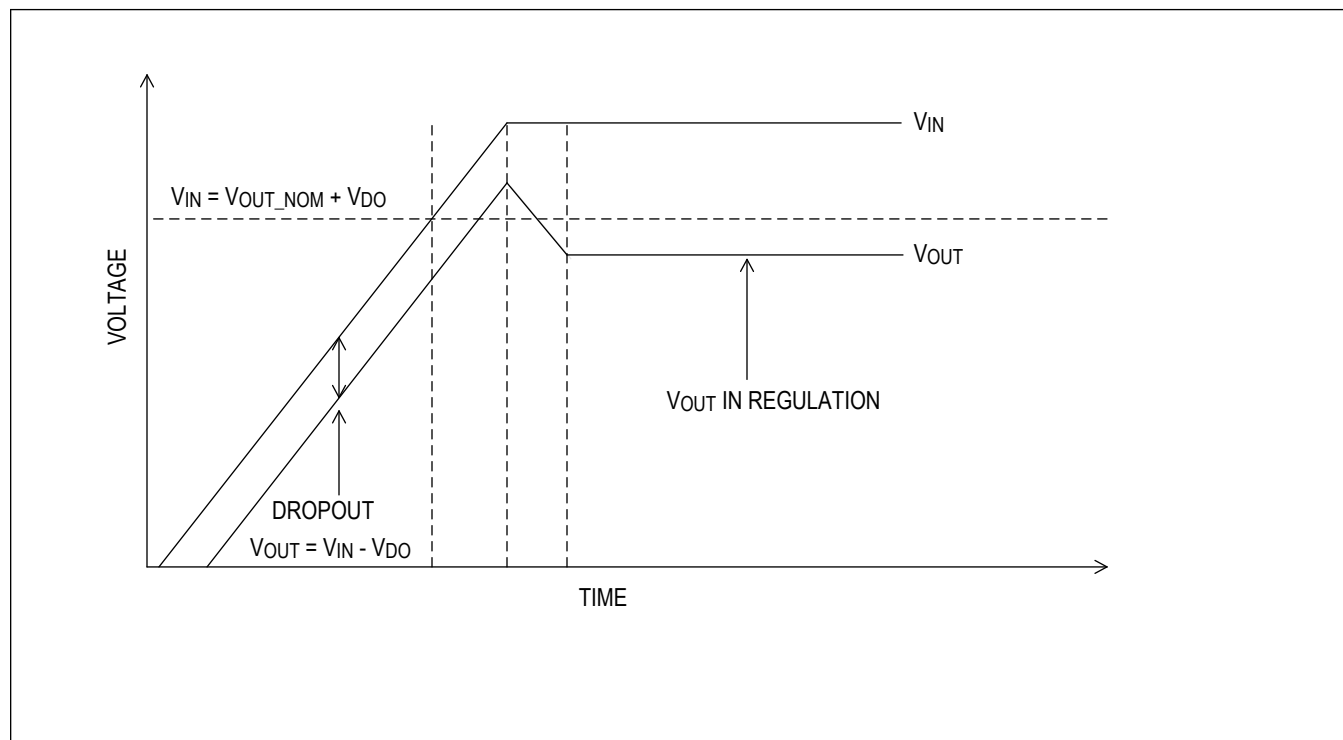 VIN
VIN = VOUT_NOM + VDO
VOLTAGE
VOUT
VOUT IN REGULATION
DROPOUT
VOUT = VIN - VDO
TIME